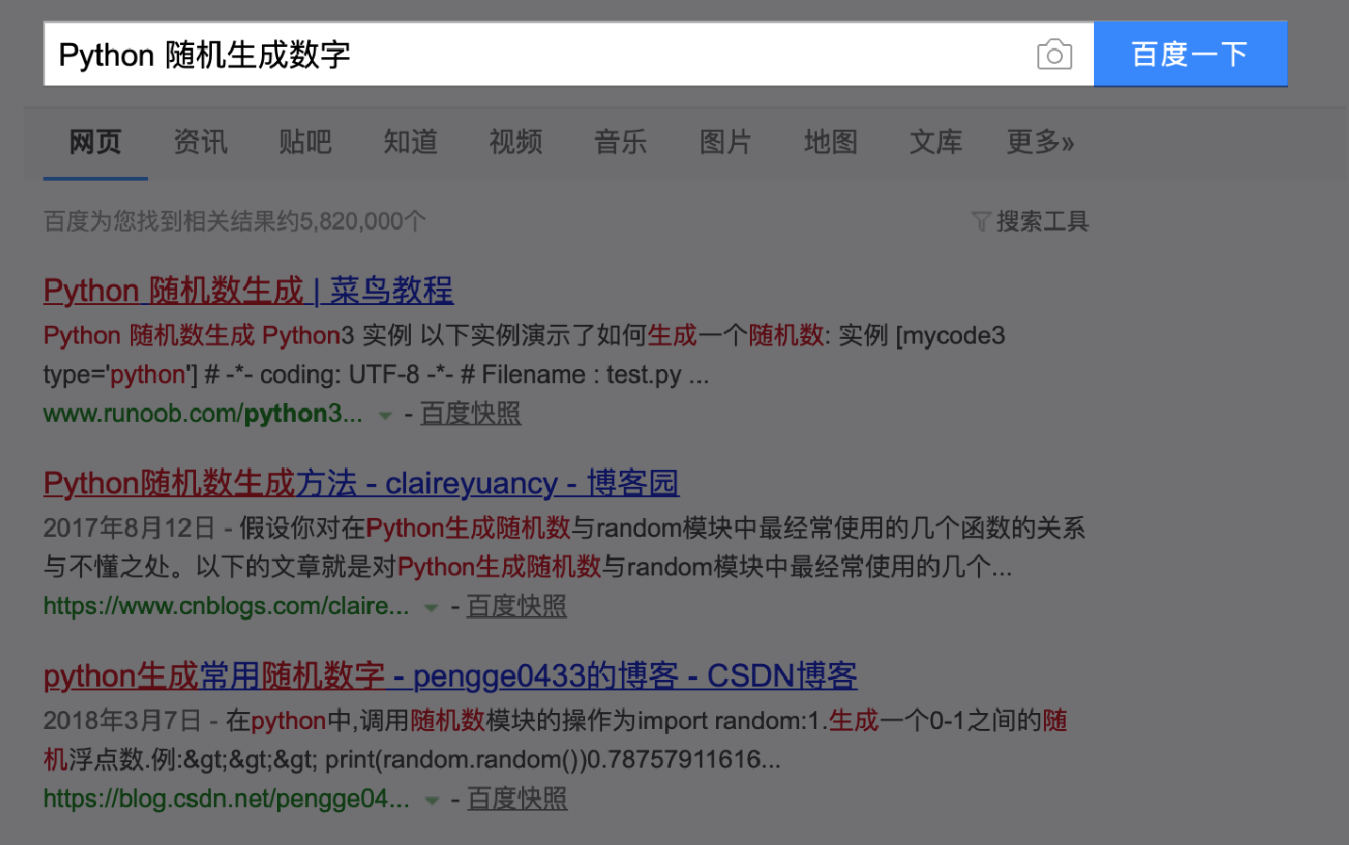 Python 随机生成数字 百度一下
网页 资讯 贴吧 知道 视频 音乐 图片 地图 文库 更多»
百度为您找到相关结果约5,820,000个 搜索工具
Python 随机数生成 | 菜鸟教程
Python 随机数生成 Python3 实例 以下实例演示了如何生成一个随机数: 实例 [mycode3
type='python'] # -*- coding: UTF-8 -*- # Filename : test.py ...
www.runoob.com/python3... - 百度快照
Python随机数生成方法 - claireyuancy - 博客园
2017年8月12日 - 假设你对在Python生成随机数与random模块中最经常使用的几个函数的关系
与不懂之处。以下的文章就是对Python生成随机数与random模块中最经常使用的几个...
https://www.cnblogs.com/claire... - 百度快照
python生成常用随机数字 - pengge0433的博客 - CSDN博客
2018年3月7日 - 在python中,调用随机数模块的操作为import random:1.生成一个0-1之间的随
机浮点数.例:&gt;&gt;&gt; print(random.random())0.78757911616...
https://blog.csdn.net/pengge04... - 百度快照